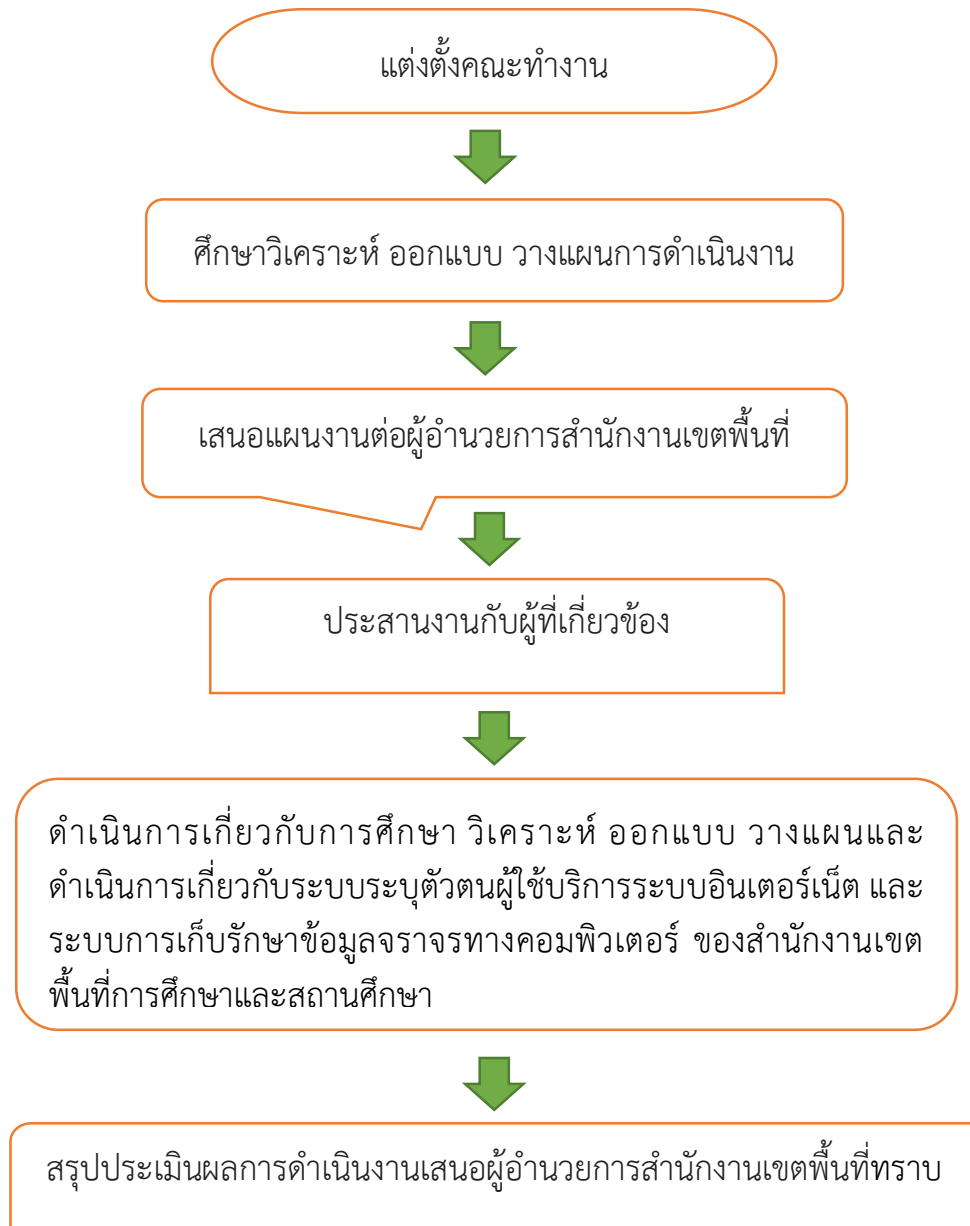 แต่งตั้งคณะทำงาน
ศึกษาวิเคราะห์ ออกแบบ วางแผนการดำเนินงาน
เสนอแผนงานต่อผู้อำนวยการสำนักงานเขตพื้นที่
ประสานงานกับผู้ที่เกี่ยวข้อง
ดำเนินการเกี่ยวกับการศึกษา วิเคราะห์ ออกแบบ วางแผนและ
ดำเนินการเกี่ยวกับระบบระบุตัวตนผู้ใช้บริการระบบอินเตอร์เน็ต และ
ระบบการเก็บรักษาข้อมูลจราจรทางคอมพิวเตอร์ ของสำนักงานเขต
พื้นที่การศึกษาและสถานศึกษา
สรุปประเมินผลการดำเนินงานเสนอผู้อำนวยการสำนักงานเขตพื้นที่ทราบ